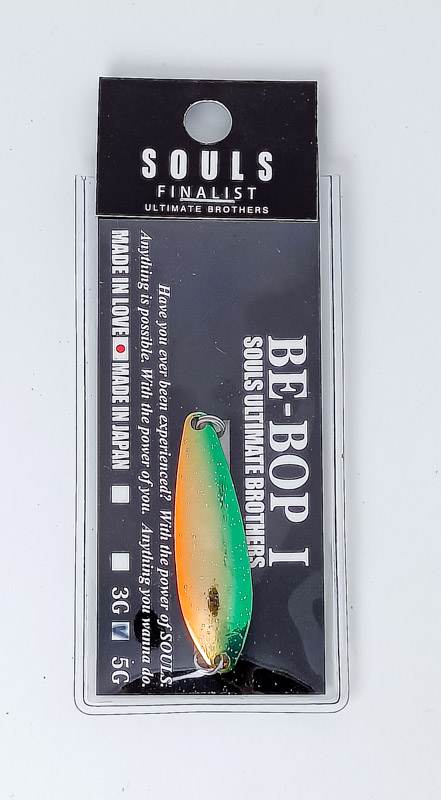 SOULS
FINALIST
ULTIMATE BROTHERS
BE-BOP I
SOULS ULTIMATE BROTHERS
Have you ever been experienced? With the power of SOULS.
Anything is possible. With the power of you. Anything you wanna do.
MADE IN LOVE MADE IN JAPAN 3G 5G